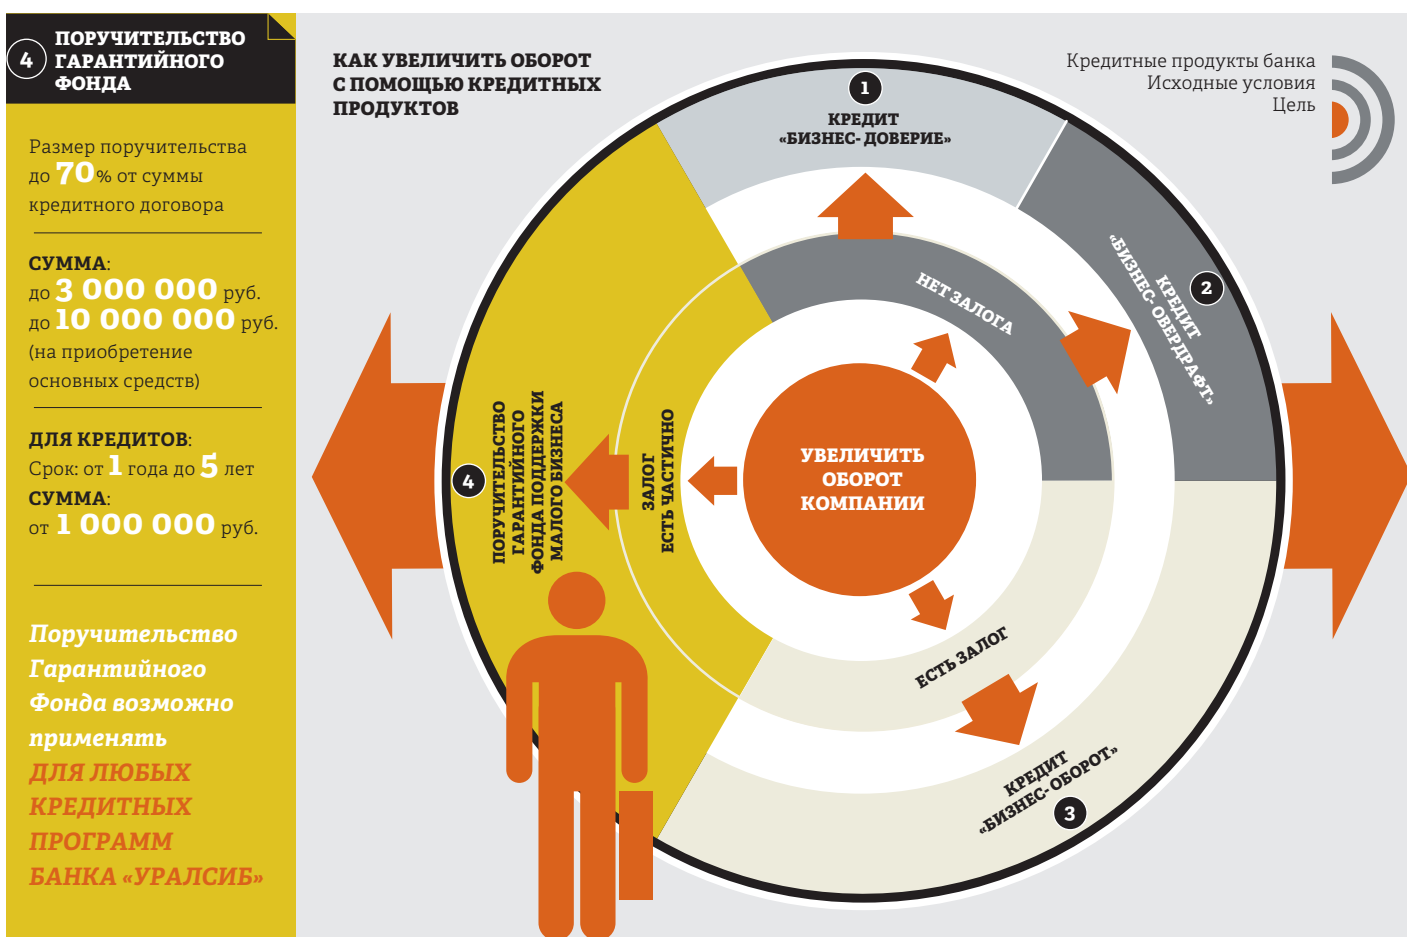 4
ПОРУЧИТЕЛЬСТВО
ГАРАНТИЙНОГО
ФОНДА
Размер поручительства
до 70% от суммы
кредитного договора
СУММА:
до 3 000 000 руб.
до 10 000 000 руб.
(на приобретение
основных средств)
ДЛЯ КРЕДИТОВ:
Срок: от 1 года до 5 лет
СУММА:
от 1 000 000 руб.
Поручительство
Гарантийного
Фонда возможно
применять
ДЛЯ ЛЮБЫХ
КРЕДИТНЫХ
ПРОГРАММ
БАНКА «УРАЛСИБ»
КАК УВЕЛИЧИТЬ ОБОРОТ
С ПОМОЩЬЮ КРЕДИТНЫХ
ПРОДУКТОВ
Кредитные продукты банка
Исходные условия
Цель
1
КРЕДИТ
«БИЗНЕС- ДОВЕРИЕ»
2
КРЕДИТ
«БИЗНЕС- ОВЕРДРАФТ»
НЕТ ЗАЛОГА
УВЕЛИЧИТЬ
ОБОРОТ
КОМПАНИИ
ЗАЛОГ
ЕСТЬ ЧАСТИЧНО
4
ПОРУЧИТЕЛЬСТВО
ГАРАНТИЙНОГО
ФОНДА ПОДДЕРЖКИ
МАЛОГО БИЗНЕСА
ЕСТЬ ЗАЛОГ
КРЕДИТ
«БИЗНЕС- ОБОРОТ»
3